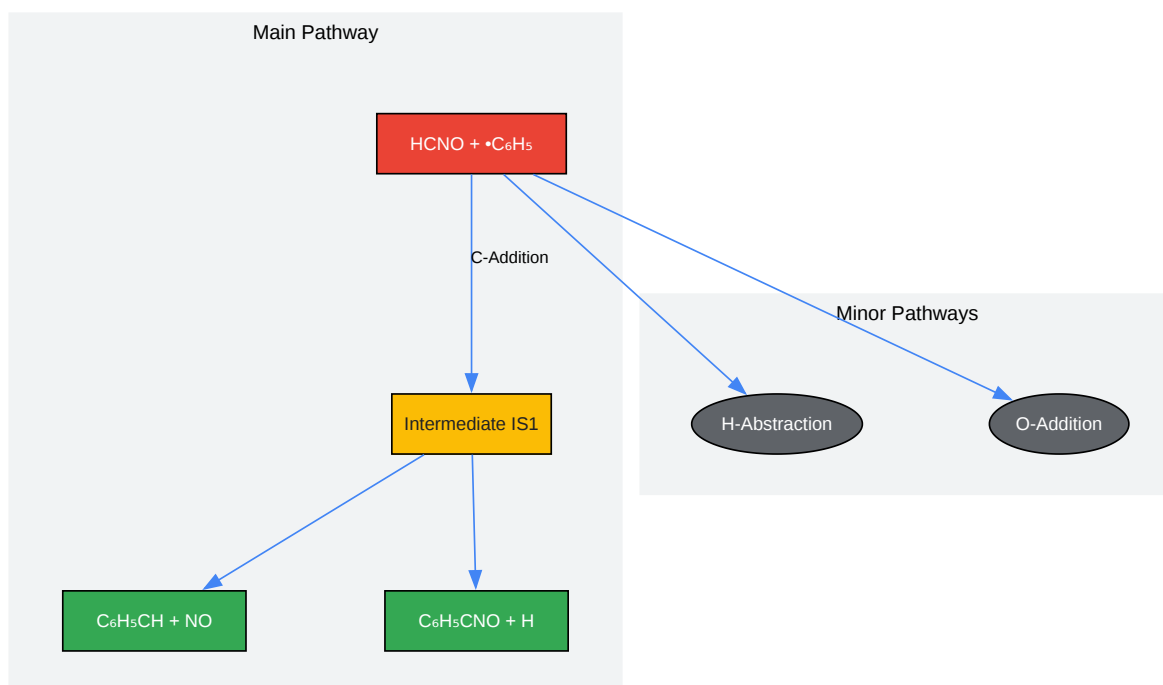 Main Pathway
HCNO + •C₆H₅
C-Addition
Minor Pathways
Intermediate IS1
H-Abstraction
O-Addition
C₆H₅CH + NO
C₆H₅CNO + H